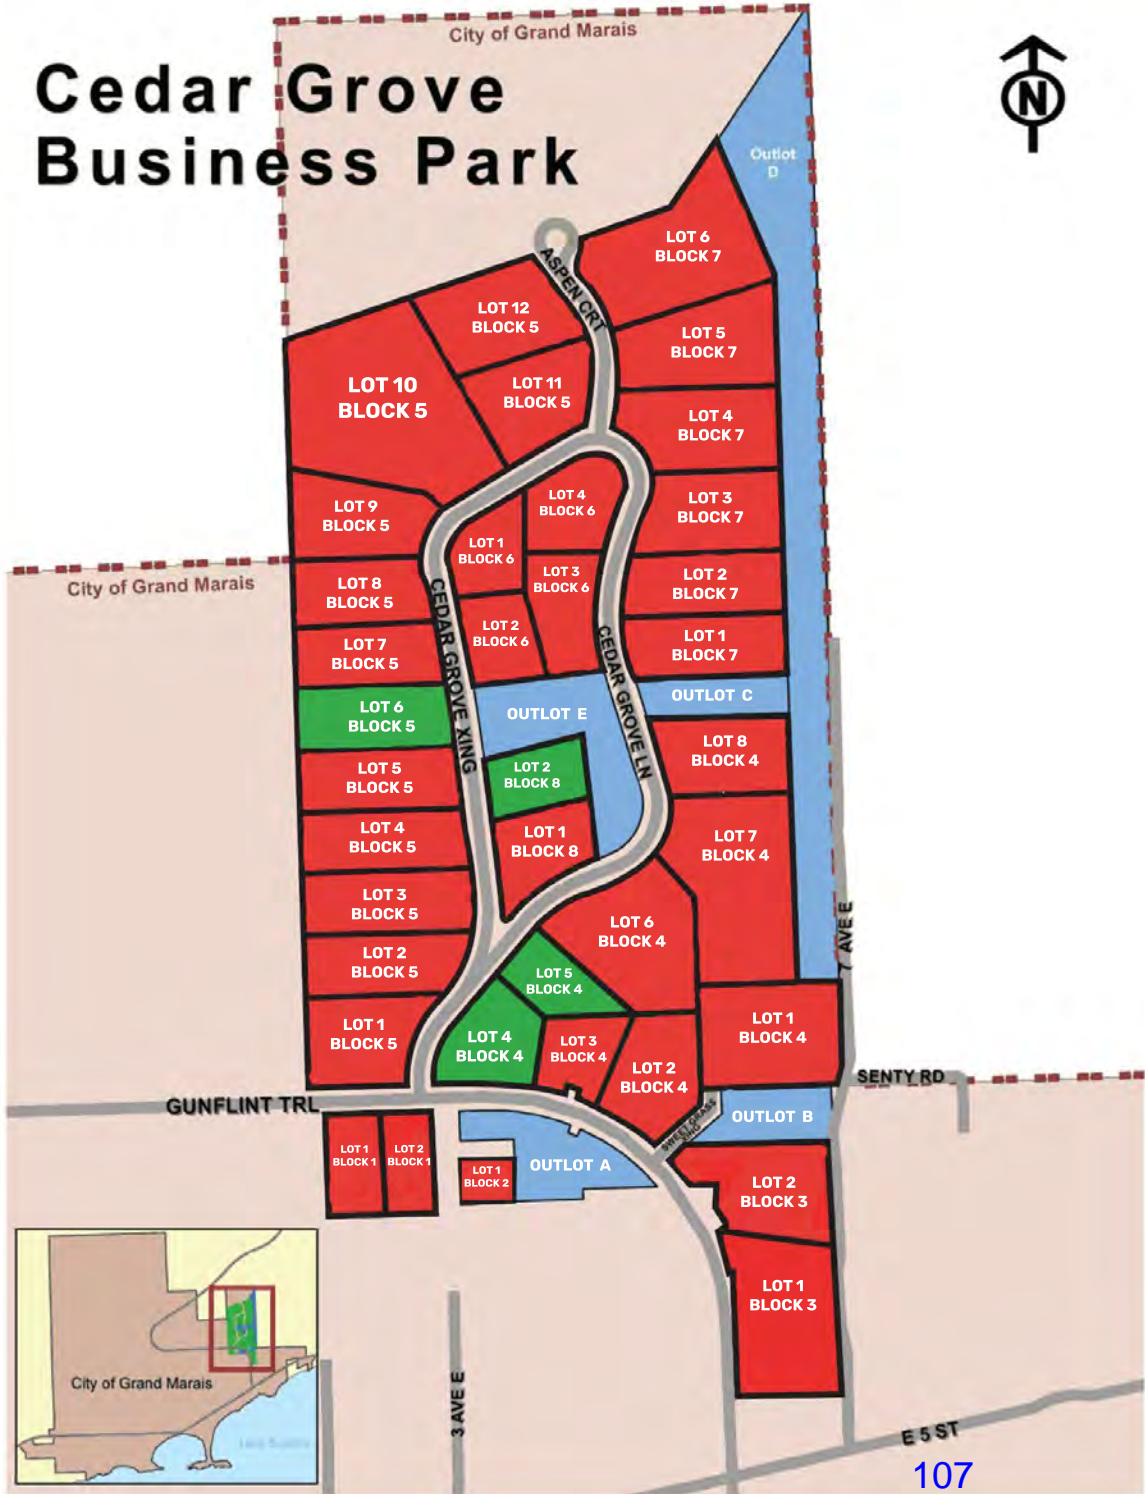 City of Grand Marais
Cedar Grove
Business Park
N
Outlot
D
LOT 6
BLOCK 7
ASPEN CRT
LOT 12
BLOCK 5
LOT 5
BLOCK 7
LOT 10
BLOCK 5
LOT 11
BLOCK 5
LOT 4
BLOCK 7
LOT 9
BLOCK 5
LOT 4
BLOCK 6
LOT 3
BLOCK 7
LOT 1
BLOCK 6
City of Grand Marais
LOT 8
BLOCK 5
LOT 3
BLOCK 6
LOT 2
BLOCK 7
CEDAR GROVE XING
LOT 7
BLOCK 5
LOT 2
BLOCK 6
CEDAR GROVE LN
LOT 1
BLOCK 7
LOT 6
BLOCK 5
OUTLOT E
OUTLOT C
LOT 5
BLOCK 5
LOT 2
BLOCK 8
LOT 8
BLOCK 4
LOT 4
BLOCK 5
LOT 1
BLOCK 8
LOT 7
BLOCK 4
LOT 3
BLOCK 5
LOT 6
BLOCK 4
7 AVE E
LOT 2
BLOCK 5
LOT 5
BLOCK 4
LOT 1
BLOCK 5
LOT 4
BLOCK 4
LOT 3
BLOCK 4
LOT 2
BLOCK 4
LOT 1
BLOCK 4
SENTY RD
GUNFLINT TRL
SWEET GRASS
XING
OUTLOT B
LOT 1
BLOCK 1
LOT 2
BLOCK 1
LOT 1
BLOCK 2
OUTLOT A
LOT 2
BLOCK 3
LOT 1
BLOCK 3
City of Grand Marais
Lake Superior
3 AVE E
E 5 ST
107